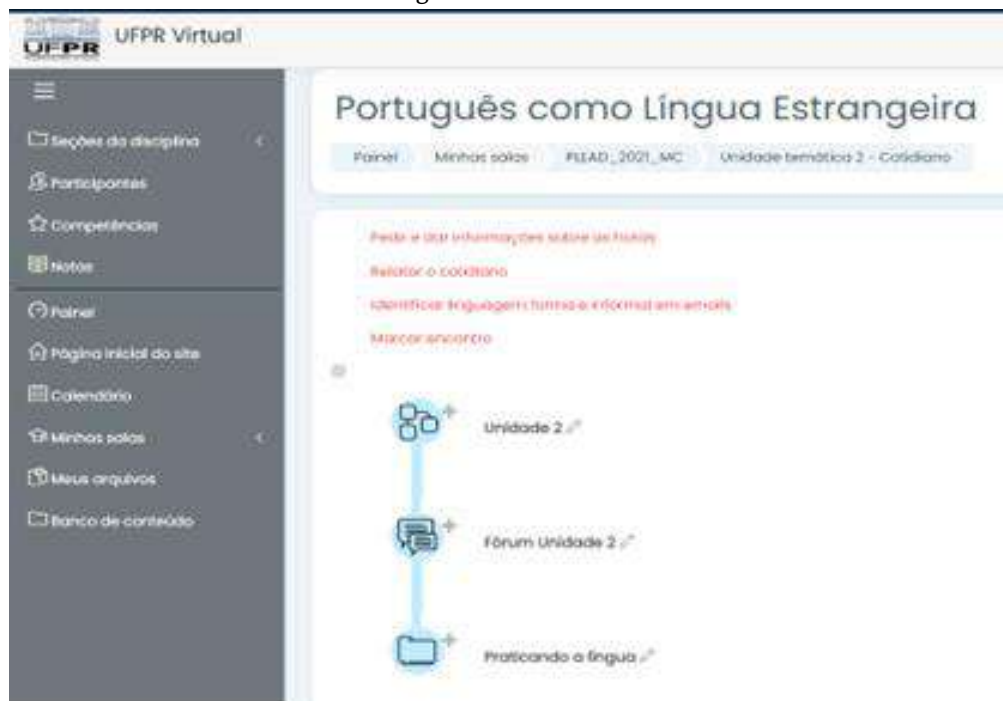 UFPR
UFPR Virtual
Seções da disciplina
Participantes
Competências
Notas
Painel
Página inicial do site
Calendário
Minhas salas
Meus arquivos
Banco de conteúdo
Português como Língua Estrangeira
Painel Minhas salas PLEAD_2021_MC Unidade temática 2 - Cotidiano
Pedir e dar informações sobre as horas
Relatar o cotidiano
Identificar linguagem forma e informal em emails
Marcar encontro
Unidade 2
Fórum Unidade 2
Praticando a língua